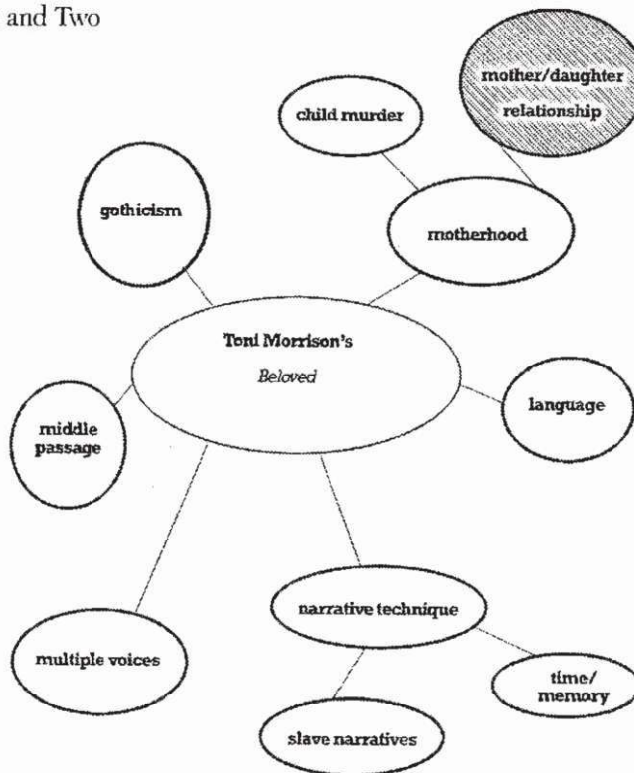 and Two
mother/daughter
relationship
child murder
gothicism
motherhood
Toni Morrison's
Beloved
language
middle
passage
narrative technique
multiple voices
time/
memory
slave narratives